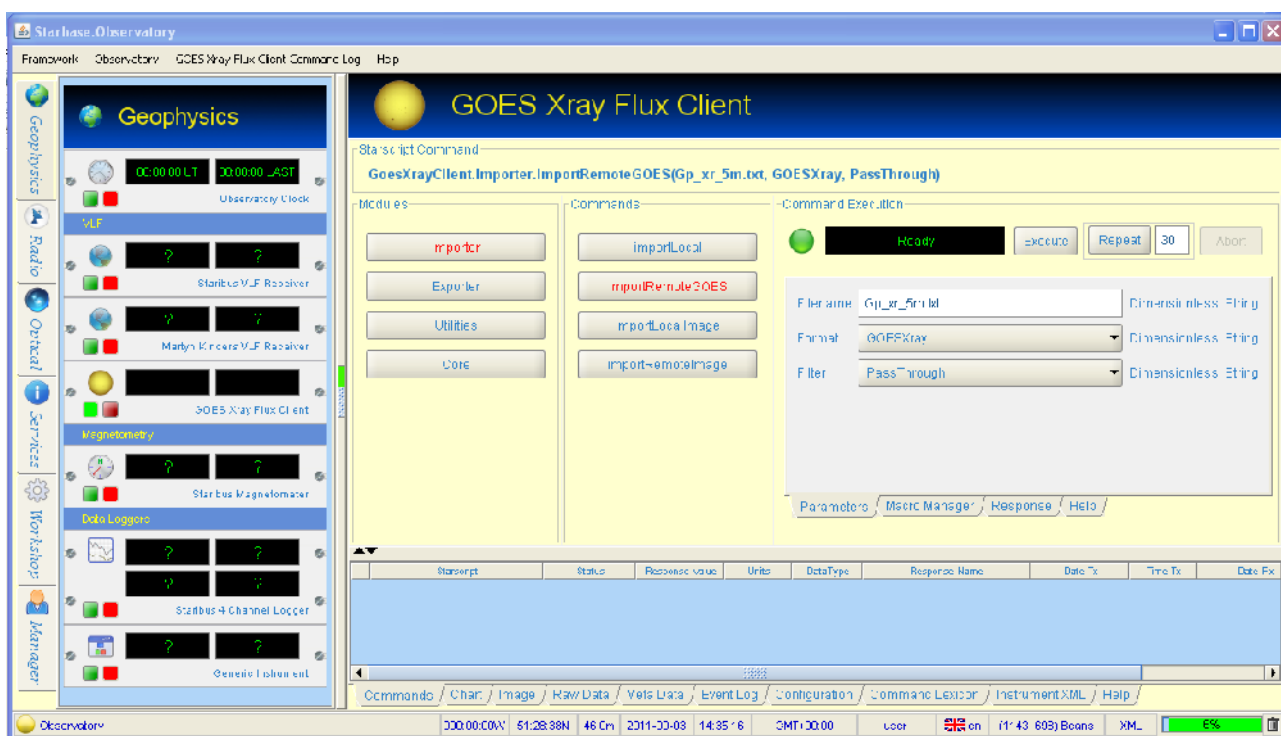 Starbase.Observatory
Framework Observatory GOES Xray Flux Client Command Log Help
Geophysics
Radio
Optical
Services
Workshop
Manager
Geophysics
00:00:00 UT 00:00:00 LAST
Observatory Clock
VLF
? ?
Staribus VLF Receiver
? ?
Martyn Kinders VLF Receiver
GOES Xray Flux Client
Magnetometry
? ?
Staribus Magnetometer
Data Loggers
? ?
? ?
Staribus 4 Channel Logger
? ?
Generic Instrument
GOES Xray Flux Client
Starscript Command
GoesXrayClient.Importer.ImportRemoteGOES(Gp_xr_5m.txt, GOESXray, PassThrough)
Modules
Importer
Exporter
Utilities
Core
Commands
importLocal
importRemoteGOES
importLocalImage
importRemoteImage
Command Execution
Ready Execute Repeat 30 Abort
Filename Gp_xr_5m.txt Dimensionless String
Format GOESXray Dimensionless String
Filter PassThrough Dimensionless String
Parameters Macro Manager Response Help
Starscript Status Response Value Units DataType Response Name Date Tx Time Tx Date Rx
Commands Chart Image Raw Data Meta Data Event Log Configuration Command Lexicon Instrument XML Help
Observatory 000:00:00W 51:28:38N 14:35:16 GMT+00:00 user en Beans XML 6%